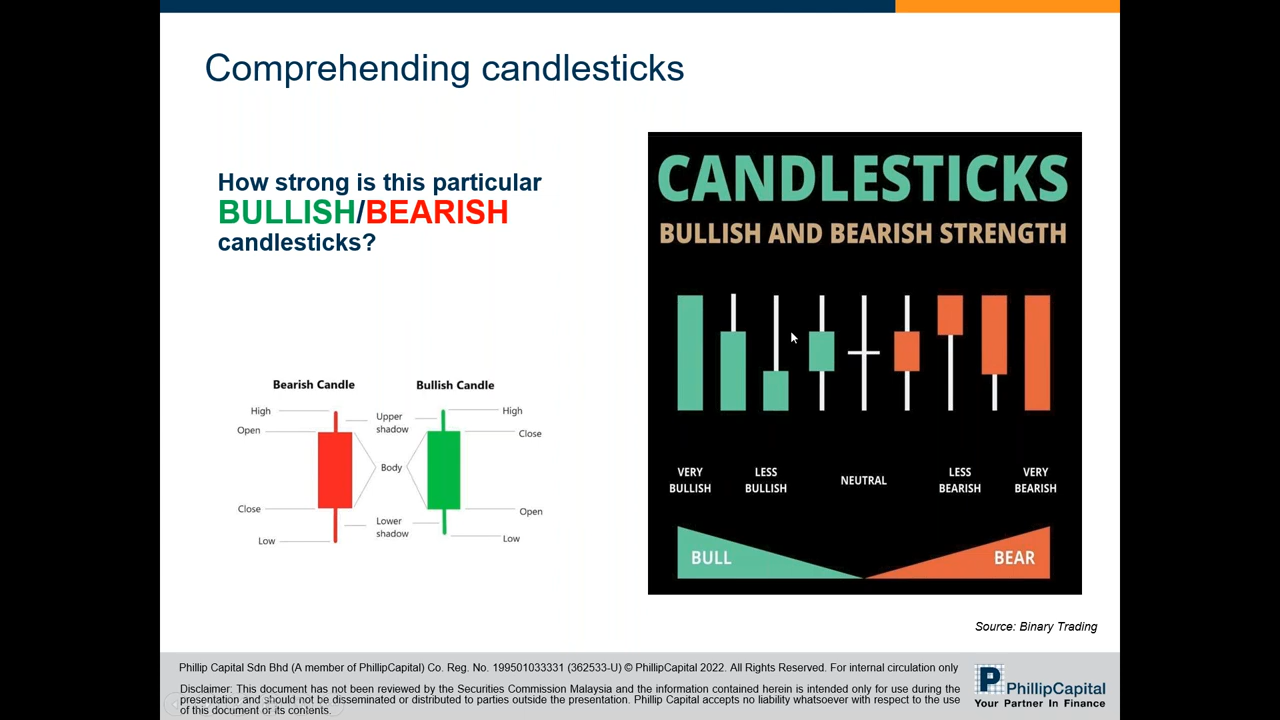 Comprehending candlesticks
How strong is this particular
BULLISH/BEARISH
candlesticks?
Bearish Candle
Bullish Candle
High
Open
Close
Low
Upper
shadow
Body
Lower
shadow
High
Close
Open
Low
CANDLESTICKS
BULLISH AND BEARISH STRENGTH
VERY
BULLISH
LESS
BULLISH
NEUTRAL
LESS
BEARISH
VERY
BEARISH
BULL
BEAR
Source: Binary Trading
Phillip Capital Sdn Bhd (A member of PhillipCapital) Co. Reg. No. 199501033331 (362533-U) © PhillipCapital 2022. All Rights Reserved. For internal circulation only
Disclaimer: This document has not been reviewed by the Securities Commission Malaysia and the information contained herein is intended only for use during the
presentation and should not be disseminated or distributed to parties outside the presentation. Phillip Capital accepts no liability whatsoever with respect to the use
of this document or its contents.
P
PhillipCapital
Your Partner In Finance